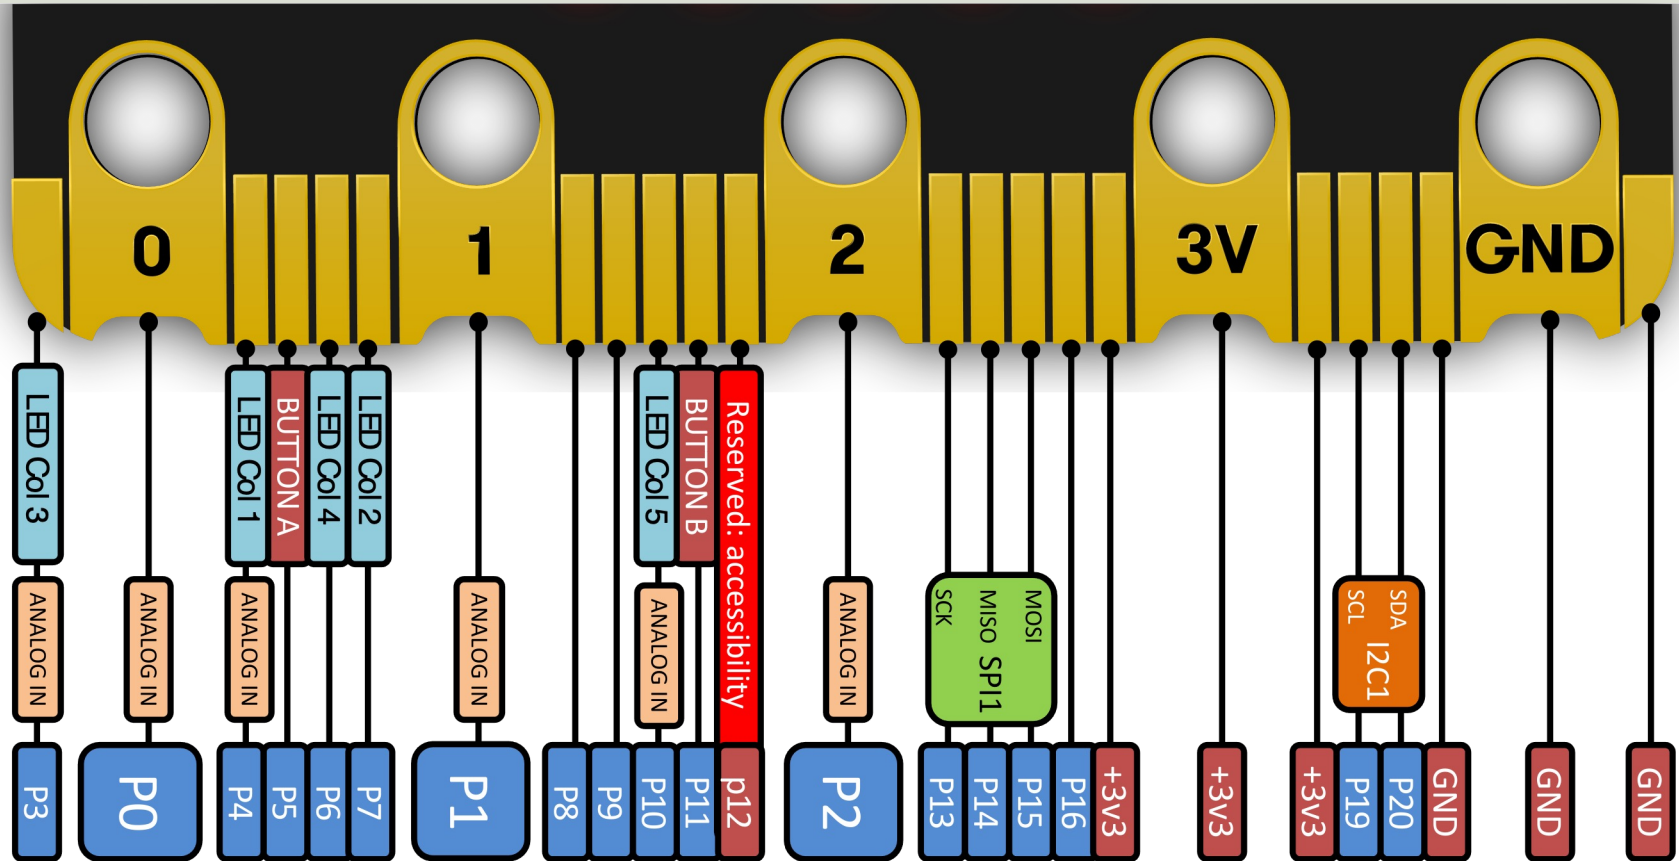 0
1
2
3V
GND
LED Col 3
LED Col 1
BUTTON A
LED Col 4
LED Col 2
LED Col 5
BUTTON B
Reserved: accessibility
ANALOG IN
ANALOG IN
ANALOG IN
ANALOG IN
ANALOG IN
ANALOG IN
SCK
MISO
MOSI
SPI1
SCL
SDA
I2C1
P3
P0
P4
P5
P6
P7
P1
P8
P9
P10
P11
p12
P2
P13
P14
P15
P16
+3v3
+3v3
+3v3
P19
P20
GND
GND
GND